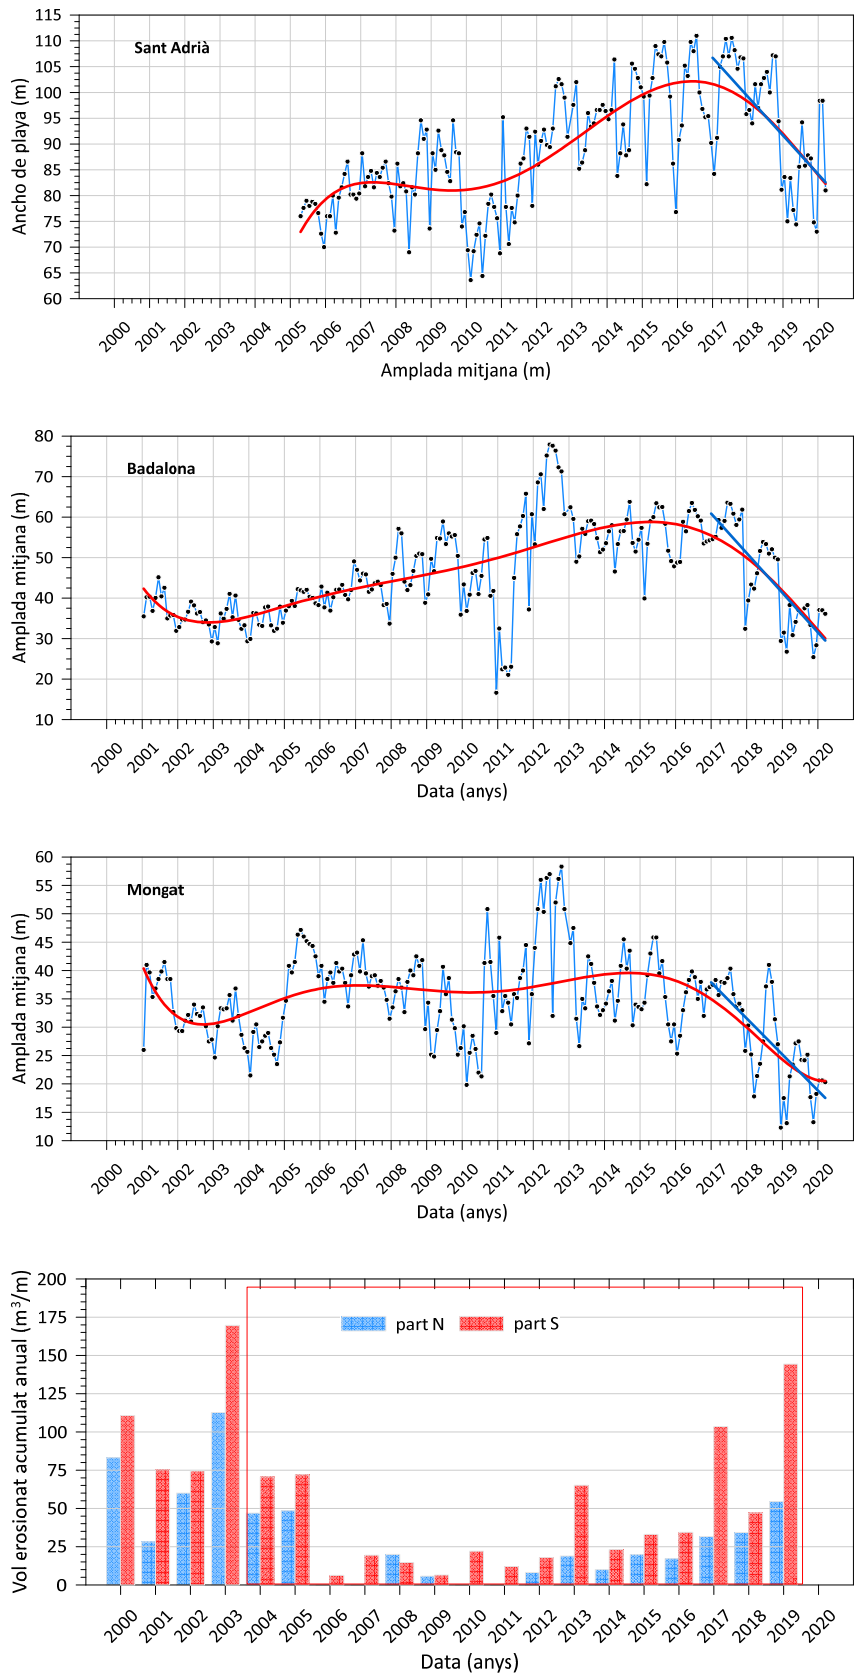 115
110
105
100
95
90
85
80
75
70
65
60
Ancho de playa (m)
Sant Adrià
2000 2001 2002 2003 2004 2005 2006 2007 2008 2009 2010 2011 2012 2013 2014 2015 2016 2017 2018 2019 2020
Amplada mitjana (m)
80
70
60
50
40
30
20
10
Amplada mitjana (m)
Badalona
2000 2001 2002 2003 2004 2005 2006 2007 2008 2009 2010 2011 2012 2013 2014 2015 2016 2017 2018 2019 2020
Data (anys)
60
55
50
45
40
35
30
25
20
15
10
Amplada mitjana (m)
Mongat
2000 2001 2002 2003 2004 2005 2006 2007 2008 2009 2010 2011 2012 2013 2014 2015 2016 2017 2018 2019 2020
Data (anys)
200
175
150
125
100
75
50
25
0
Vol erosionat acumulat anual (m³/m)
part N part S
2000 2001 2002 2003 2004 2005 2006 2007 2008 2009 2010 2011 2012 2013 2014 2015 2016 2017 2018 2019 2020
Data (anys)